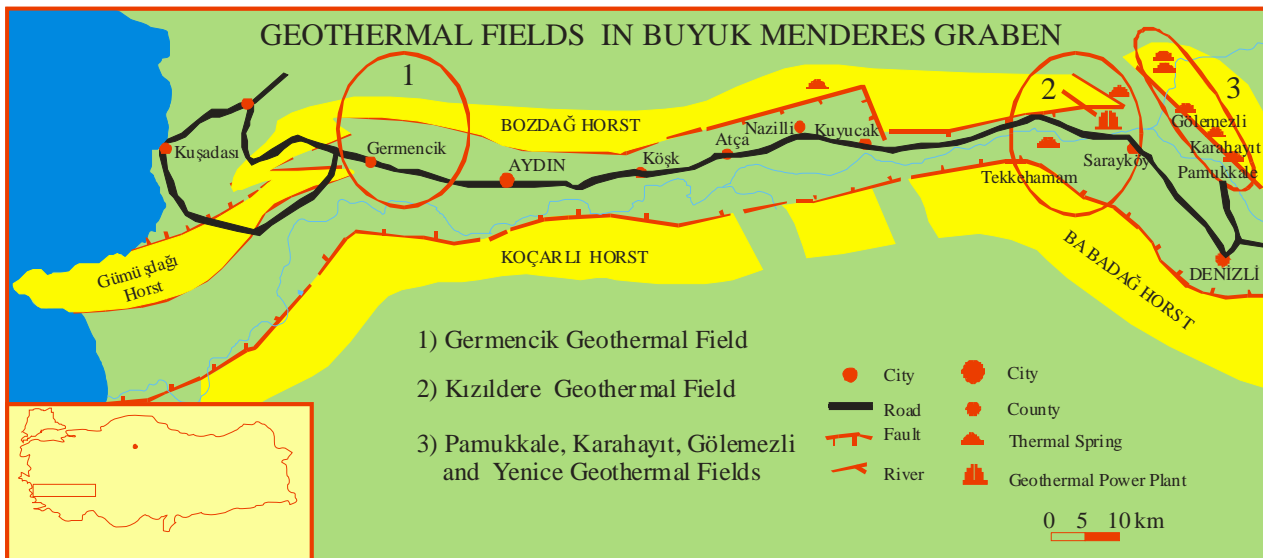 GEOTHERMAL FIELDS IN BUYUK MENDERES GRABEN
1
2
3
BOZDAĞ HORST
Kuşadası
Germencik
AYDIN
Köşk
Atça
Nazilli
Kuyucak
Tekkehamam
Sarayköy
Gölemezli
Karahayıt
Pamukkale
DENİZLİ
Gümüşdağı
Horst
KOÇARLI HORST
BABADAĞ HORST
1) Germencik Geothermal Field
2) Kızıldere Geothermal Field
3) Pamukkale, Karahayıt, Gölemezli
and Yenice Geothermal Fields
City
Road
Fault
River
City
County
Thermal Spring
Geothermal Power Plant
0 5 10 km